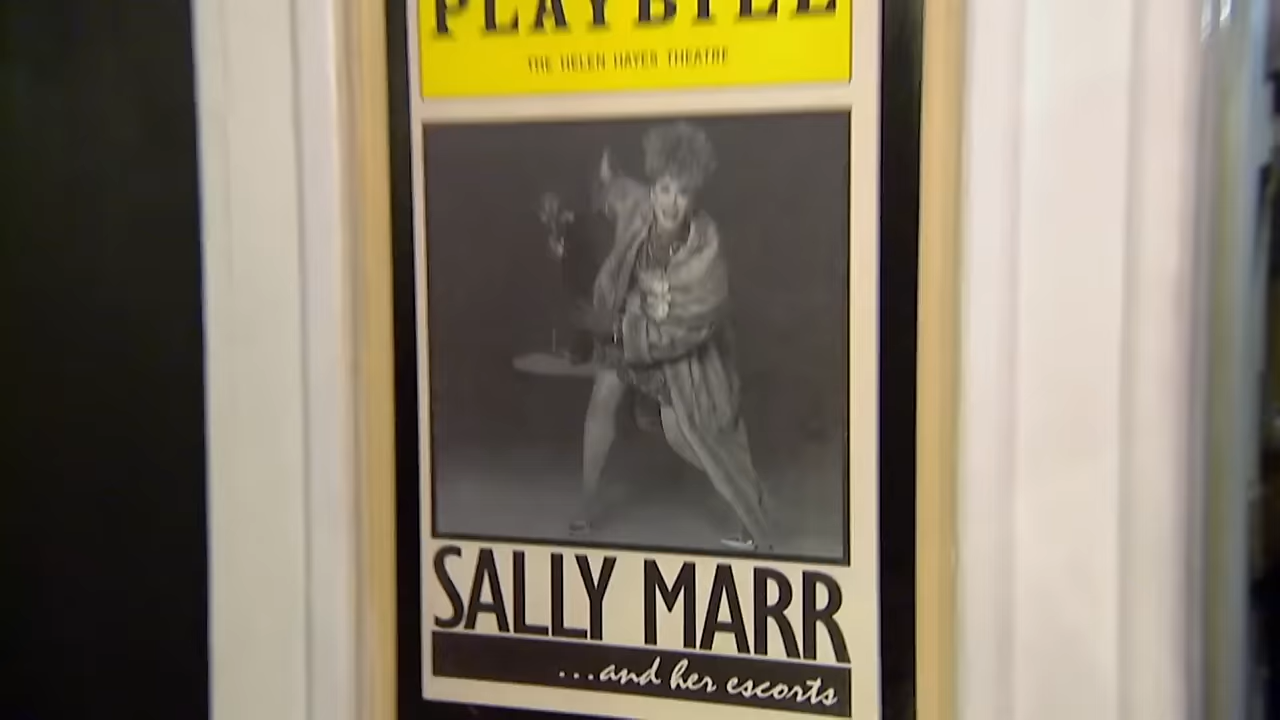 PLAYBILL
THE HELEN HAYES THEATRE
SALLY MARR
...and her escorts